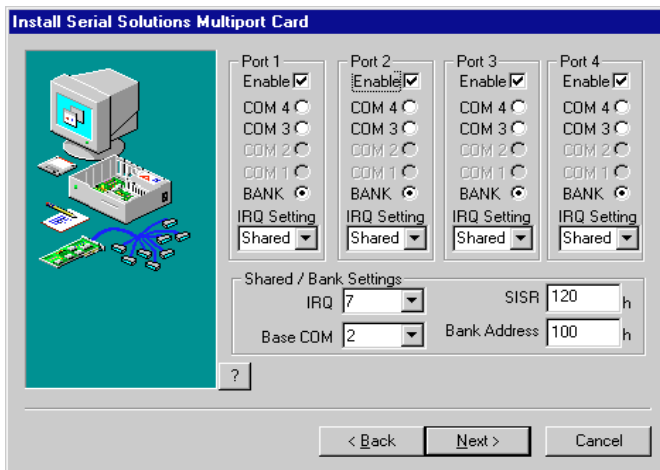 Install Serial Solutions Multiport Card
Port 1 Port 2 Port 3 Port 4
Enable Enable Enable Enable
COM 4 COM 4 COM 4 COM 4
COM 3 COM 3 COM 3 COM 3
COM 2 COM 2 COM 2 COM 2
COM 1 COM 1 COM 1 COM 1
BANK BANK BANK BANK
IRQ Setting IRQ Setting IRQ Setting IRQ Setting
Shared Shared Shared Shared
Shared / Bank Settings
IRQ 7 SISR 120 h
Base COM 2 Bank Address 100 h
?
< Back Next > Cancel